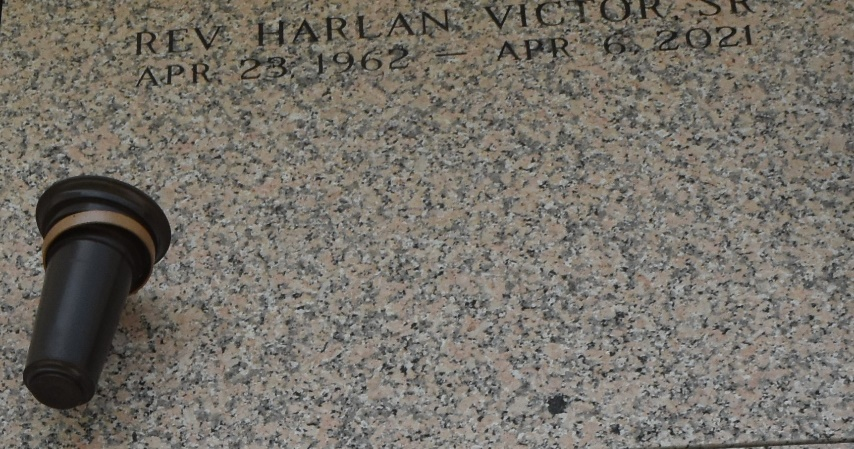 REV HARLAN VICTOR, SR
APR. 23, 1962 — APR 6, 2021